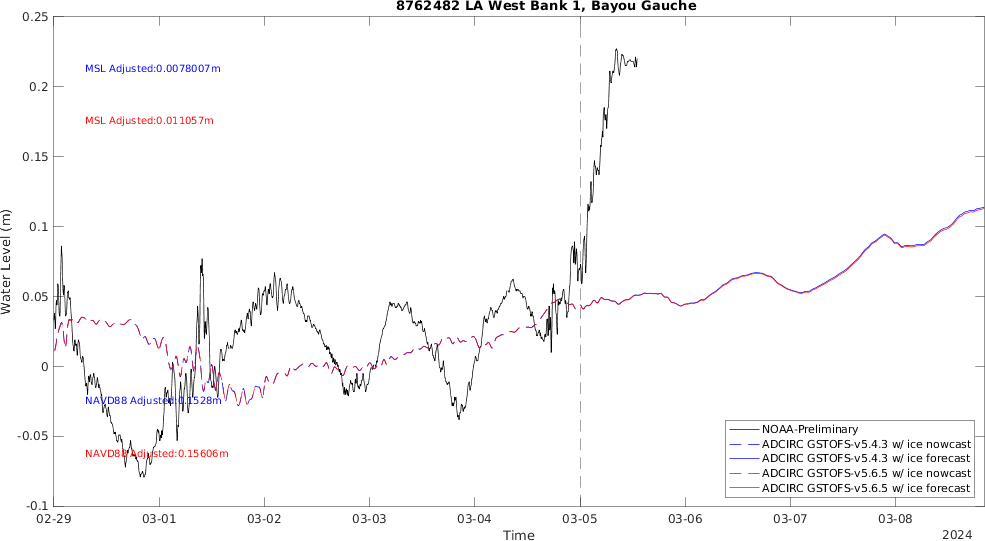 8762482 LA West Bank 1, Bayou Gauche
0.25
0.2
0.15
0.1
0.05
0
-0.05
-0.1
Water Level (m)
MSL Adjusted:0.0078007m
MSL Adjusted:0.011057m
NAVD88 Adjusted:0.1528m
NAVD88 Adjusted:0.15606m
NOAA-Preliminary
ADCIRC GSTOFS-v5.4.3 w/ ice nowcast
ADCIRC GSTOFS-v5.4.3 w/ ice forecast
ADCIRC GSTOFS-v5.6.5 w/ ice nowcast
ADCIRC GSTOFS-v5.6.5 w/ ice forecast
02-29 03-01 03-02 03-03 03-04 03-05 03-06 03-07 03-08
Time
2024